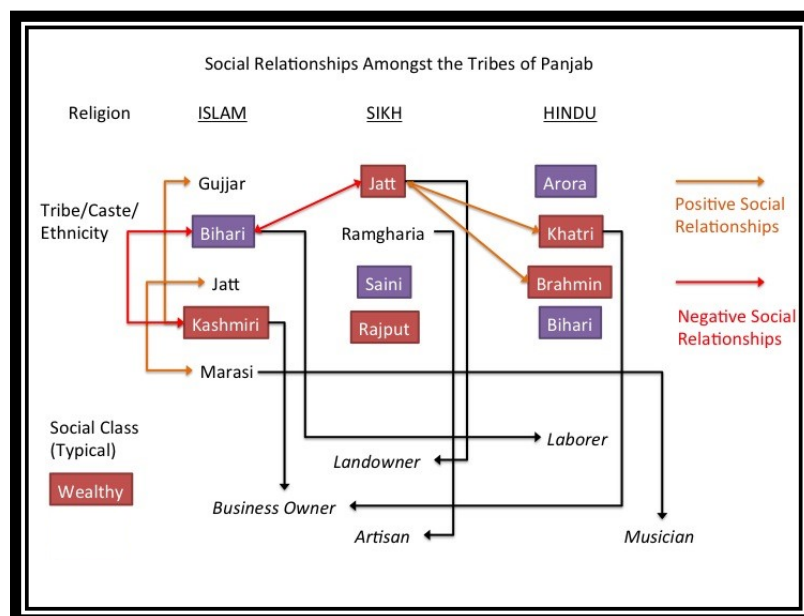 Social Relationships Amongst the Tribes of Panjab
Religion ISLAM SIKH HINDU
Gujjar Jatt Arora
Tribe/Caste/
Ethnicity
Bihari Ramgharia Khatri
Positive Social
Relationships
Jatt Saini Brahmin
Kashmiri Rajput Bihari
Negative Social
Relationships
Marasi
Social Class
(Typical)
Wealthy
Laborer
Landowner
Business Owner
Artisan Musician